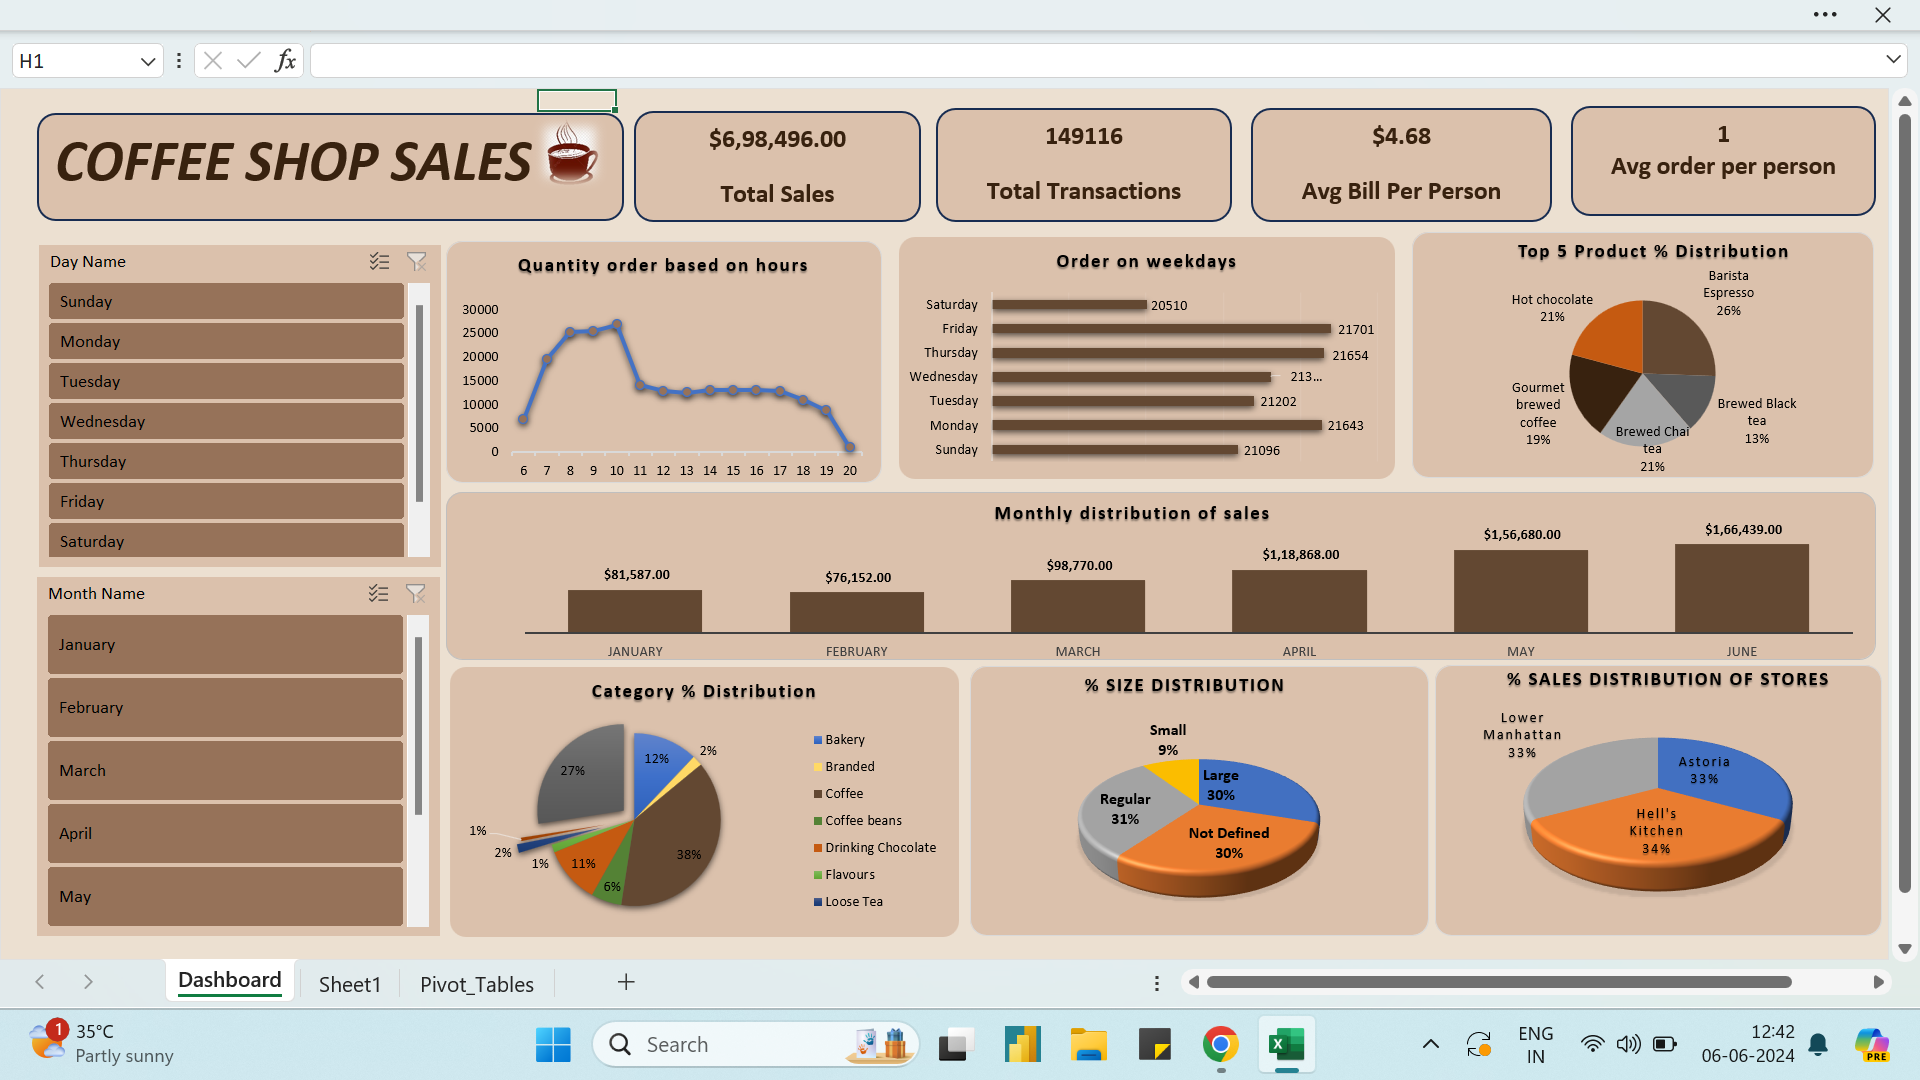 H1
fx
COFFEE SHOP SALES
$6,98,496.00
Total Sales
149116
Total Transactions
$4.68
Avg Bill Per Person
1
Avg order per person
Day Name
Sunday
Monday
Tuesday
Wednesday
Thursday
Friday
Saturday
Month Name
January
February
March
April
May
Quantity order based on hours
30000
25000
20000
15000
10000
5000
0
6 7 8 9 10 11 12 13 14 15 16 17 18 19 20
Order on weekdays
Saturday 20510
Friday 21701
Thursday 21654
Wednesday 213...
Tuesday 21202
Monday 21643
Sunday 21096
Top 5 Product % Distribution
Barista
Espresso
26%
Hot chocolate
21%
Gourmet
brewed
coffee
19%
Brewed Black
tea
13%
Brewed Chai
tea
21%
Monthly distribution of sales
$81,587.00 $76,152.00 $98,770.00 $1,18,868.00 $1,56,680.00 $1,66,439.00
JANUARY FEBRUARY MARCH APRIL MAY JUNE
Category % Distribution
27%
12%
2%
38%
6%
11%
1%
2%
1%
Bakery
Branded
Coffee
Coffee beans
Drinking Chocolate
Flavours
Loose Tea
% SIZE DISTRIBUTION
Small
9%
Large
30%
Regular
31%
Not Defined
30%
% SALES DISTRIBUTION OF STORES
Lower
Manhattan
33%
Astoria
33%
Hell's
Kitchen
34%
Dashboard Sheet1 Pivot_Tables
1
35°C
Partly sunny
Search
ENG
IN
12:42
06-06-2024
PRE